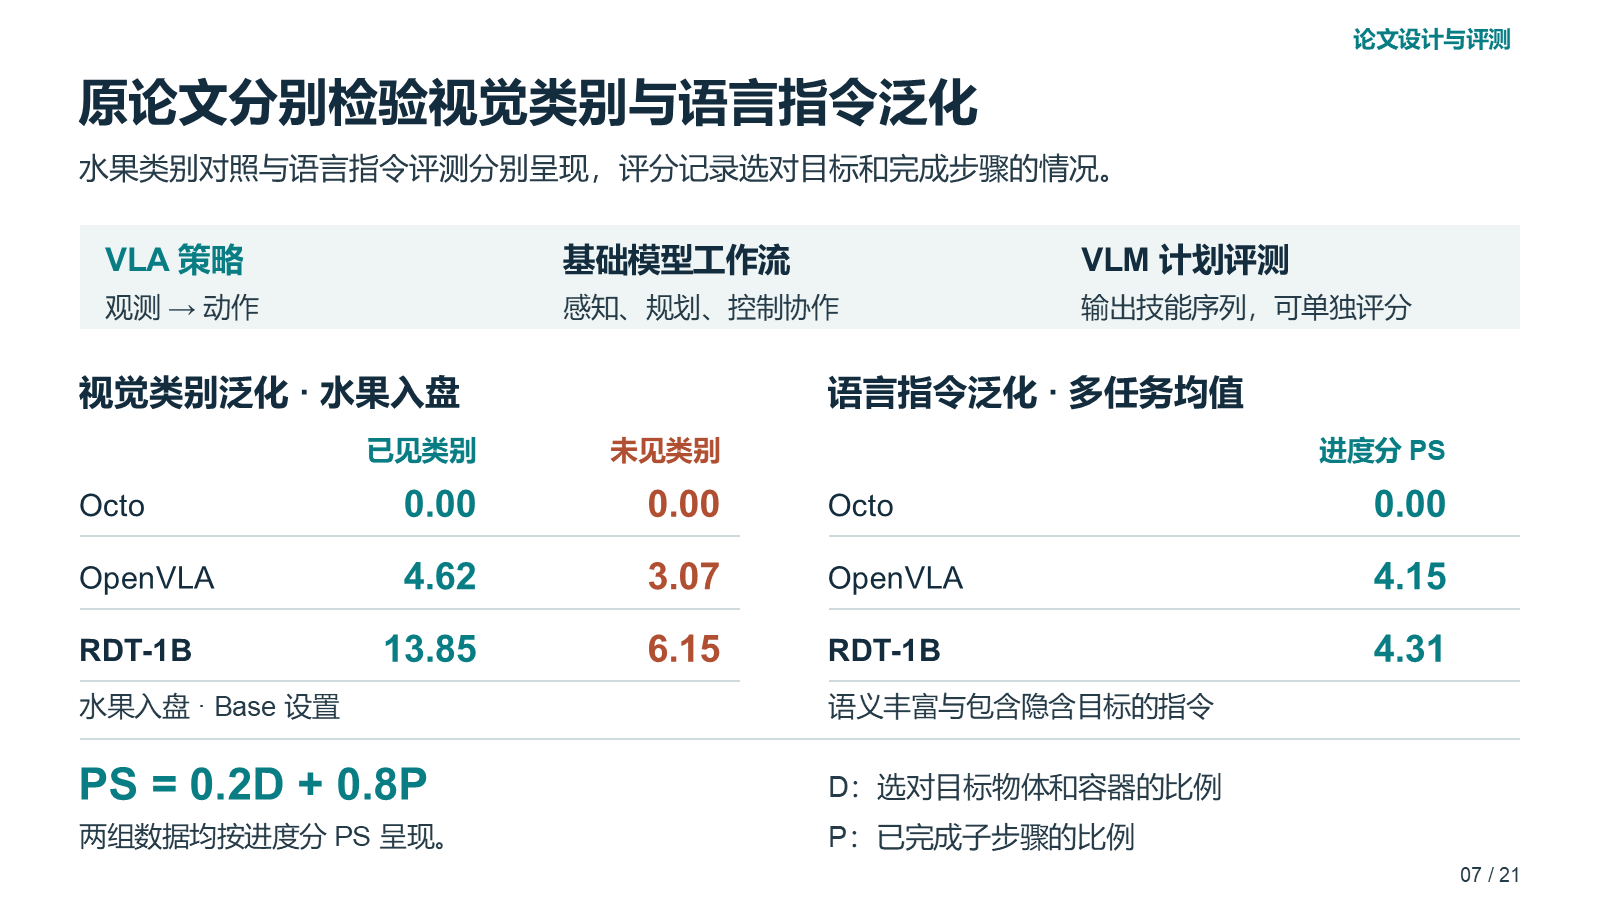 论文设计与评测
原论文分别检验视觉类别与语言指令泛化
水果类别对照与语言指令评测分别呈现，评分记录选对目标和完成步骤的情况。
VLA 策略
观测 → 动作
基础模型工作流
感知、规划、控制协作
VLM 计划评测
输出技能序列，可单独评分
视觉类别泛化 · 水果入盘
已见类别 未见类别
Octo 0.00 0.00
OpenVLA 4.62 3.07
RDT-1B 13.85 6.15
水果入盘 · Base 设置
语言指令泛化 · 多任务均值
进度分 PS
Octo 0.00
OpenVLA 4.15
RDT-1B 4.31
语义丰富与包含隐含目标的指令
PS = 0.2D + 0.8P
两组数据均按进度分 PS 呈现。
D：选对目标物体和容器的比例
P：已完成子步骤的比例
07 / 21